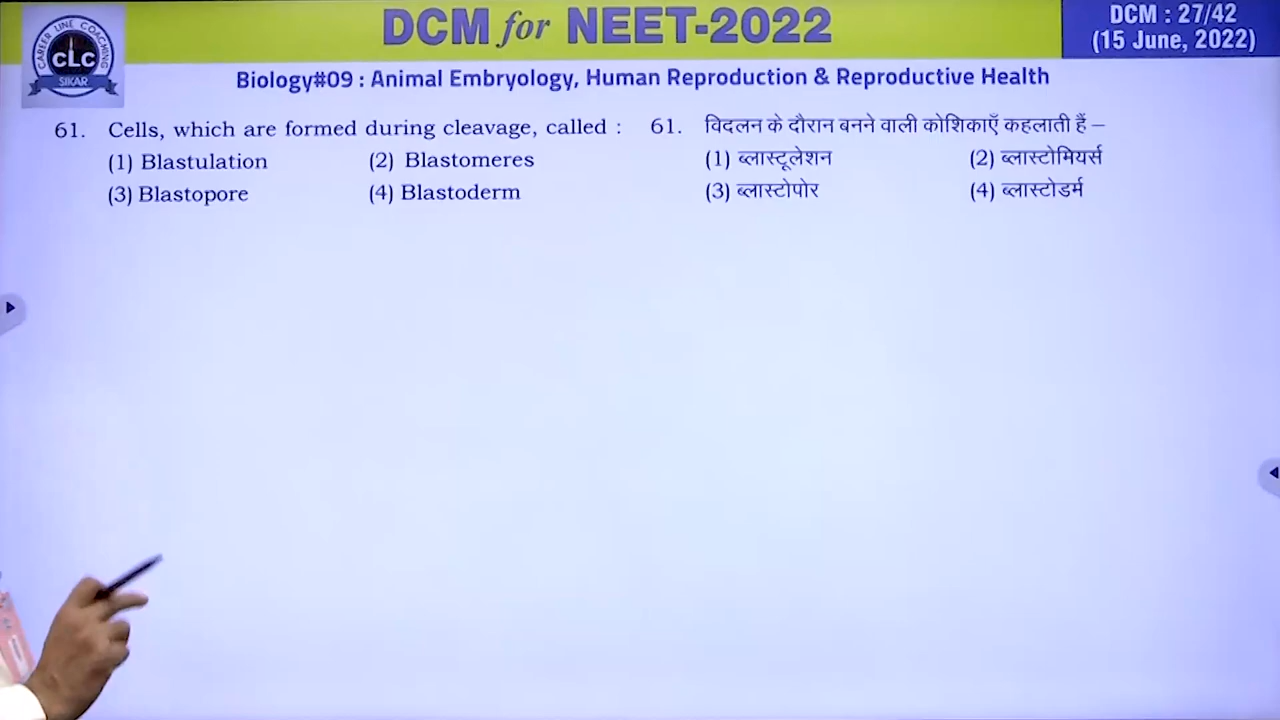 DCM for NEET-2022
DCM : 27/42
(15 June, 2022)
CAREER LINE COACHING
CLC
SIKAR
Biology#09 : Animal Embryology, Human Reproduction & Reproductive Health
61. Cells, which are formed during cleavage, called :
(1) Blastulation (2) Blastomeres
(3) Blastopore (4) Blastoderm
61. विदलन के दौरान बनने वाली कोशिकाएँ कहलाती हैं –
(1) ब्लास्टूलेशन (2) ब्लास्टोमियर्स
(3) ब्लास्टोपोर (4) ब्लास्टोडर्म